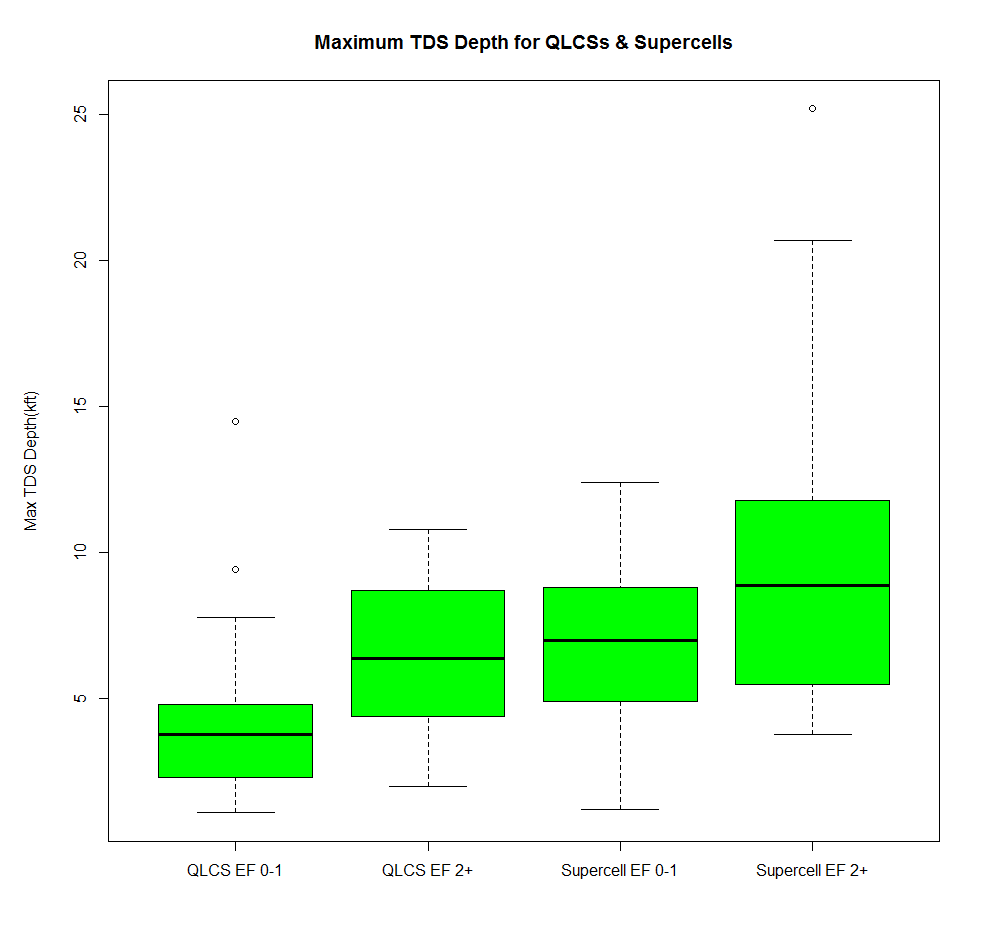 Maximum TDS Depth for QLCSs & Supercells
Max TDS Depth(kft)
25
20
15
10
5
QLCS EF 0-1
QLCS EF 2+
Supercell EF 0-1
Supercell EF 2+